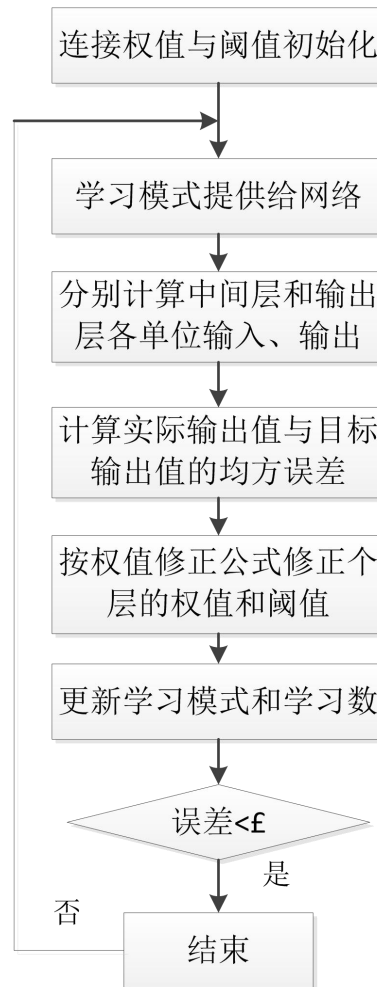 连接权值与阈值初始化
学习模式提供给网络
分别计算中间层和输出
层各单位输入、输出
计算实际输出值与目标
输出值的均方误差
按权值修正公式修正个
层的权值和阈值
更新学习模式和学习数
误差<£
是
否
结束